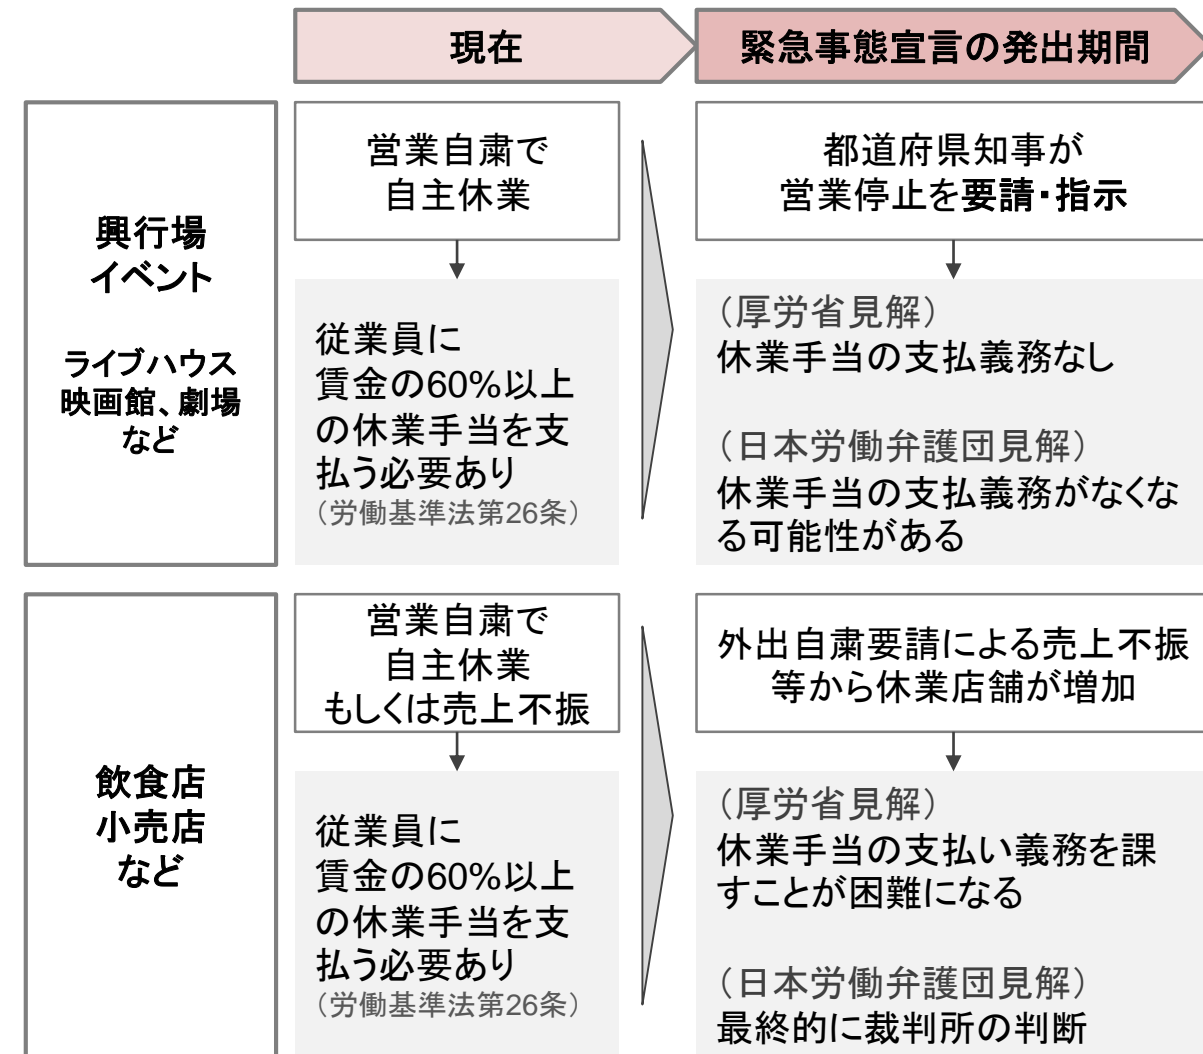 現在
緊急事態宣言の発出期間
興行場
イベント
ライブハウス
映画館、劇場
など
営業自粛で
自主休業
従業員に
賃金の60%以上
の休業手当を支
払う必要あり
（労働基準法第26条）
都道府県知事が
営業停止を要請・指示
（厚労省見解）
休業手当の支払義務なし
（日本労働弁護団見解）
休業手当の支払義務がなくな
る可能性がある
飲食店
小売店
など
営業自粛で
自主休業
もしくは売上不振
従業員に
賃金の60%以上
の休業手当を支
払う必要あり
（労働基準法第26条）
外出自粛要請による売上不振
等から休業店舗が増加
（厚労省見解）
休業手当の支払い義務を課
すことが困難になる
（日本労働弁護団見解）
最終的に裁判所の判断